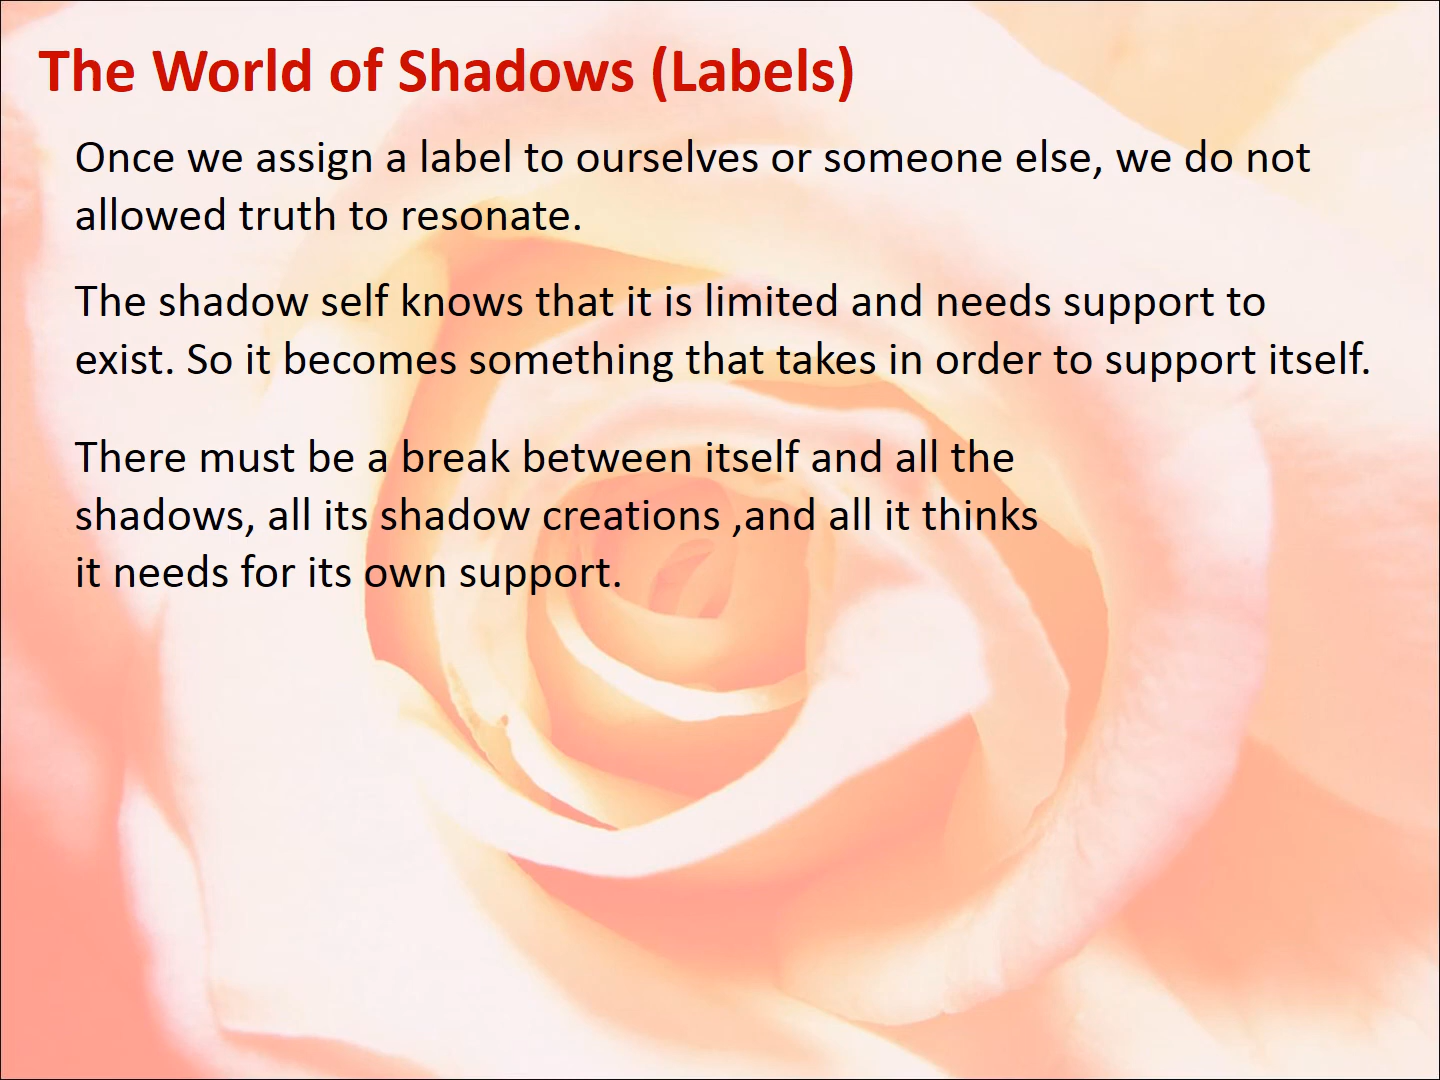 The World of Shadows (Labels)
Once we assign a label to ourselves or someone else, we do not
allowed truth to resonate.
The shadow self knows that it is limited and needs support to
exist. So it becomes something that takes in order to support itself.
There must be a break between itself and all the
shadows, all its shadow creations ,and all it thinks
it needs for its own support.